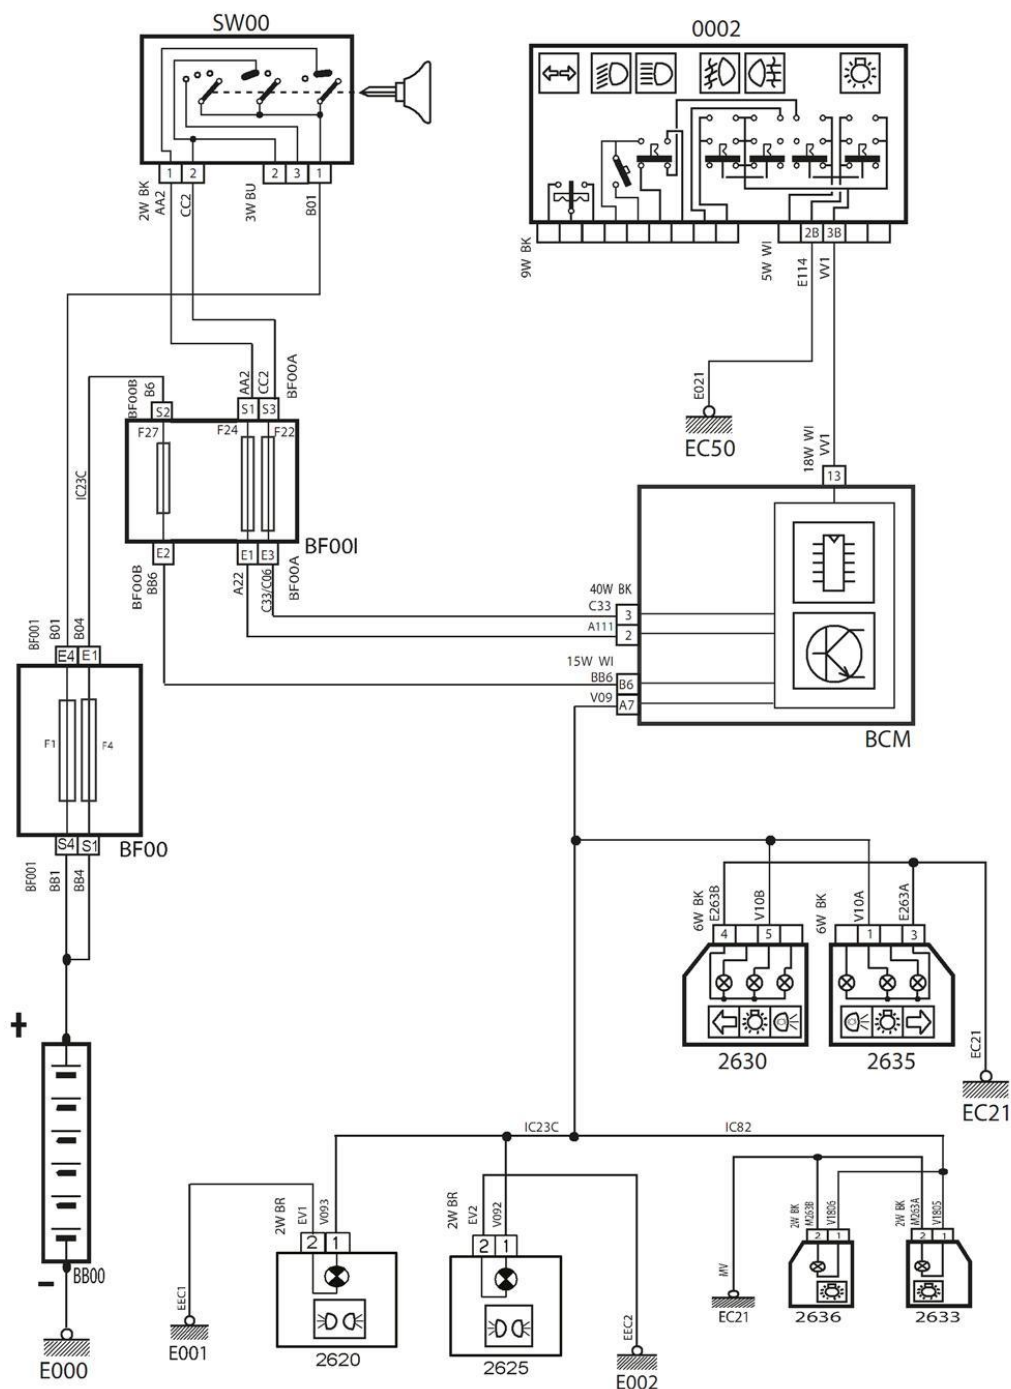 SW00
0002
1
2
2
3
1
2W BK
AA2
CC2
3W BU
B01
9W BK
5W WI
2B
3B
E114
VV1
E021
EC50
18W WI
VV1
13
BF00B
B6
AA2
CC2
BF00A
S2
S1
S3
F27
F24
F22
IC23C
BF00I
E2
E1
E3
BF00B
BB6
A22
C33/C06
BF00A
40W BK
C33
3
A111
2
15W WI
BB6
B6
V09
A7
BCM
BF001
B01
B04
E4
E1
F1
F4
S4
S1
BF00
BF001
BB1
BB4
6W BK
E263B
V10B
6W BK
V10A
E263A
4
5
1
3
2630
2635
EC21
EC21
+
-
BB00
E000
IC23C
IC82
2W BR
EV1
V093
2
1
2W BR
EV2
V092
2
1
EEC1
E001
2620
2625
EEC2
E002
2W BK
M263B
V1806
2
1
2W BK
M263A
V1805
2
1
MV
EC21
2636
2633